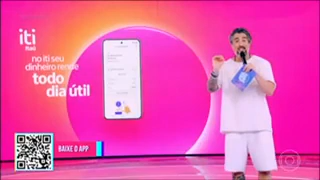 iti
Itaú
no iti seu
dinheiro rende
todo
dia útil
BAIXE O APP